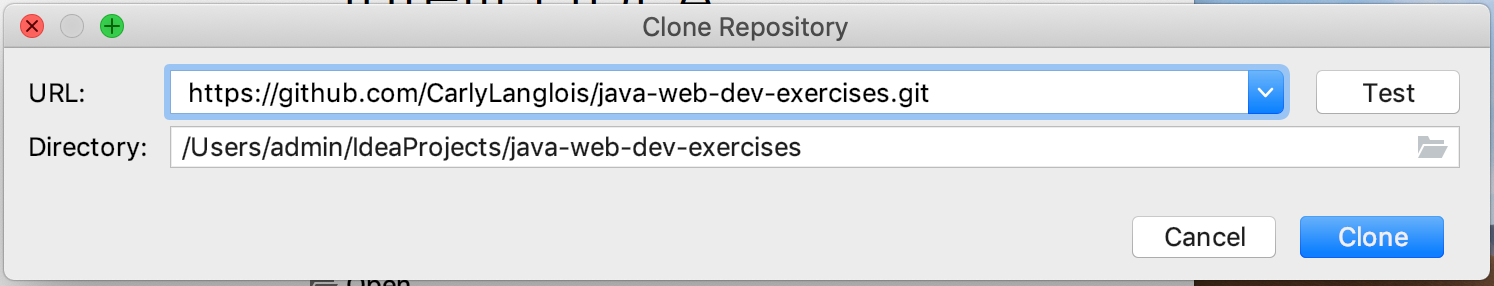 Clone Repository
URL: https://github.com/CarlyLanglois/java-web-dev-exercises.git Test
Directory: /Users/admin/IdeaProjects/java-web-dev-exercises
Cancel Clone
Open